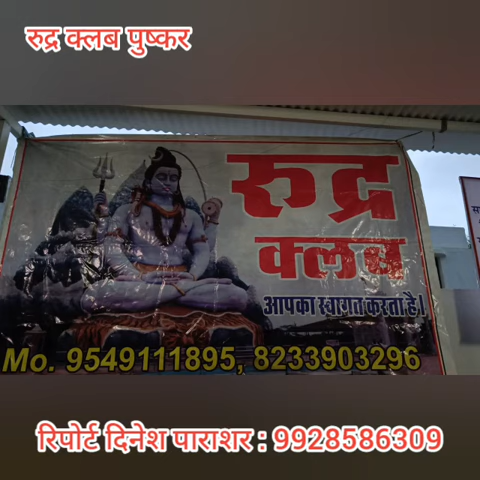 रुद्र क्लब पुष्कर
रुद्र
क्लब
आपका स्वागत करता है।
Mo. 9549111895, 8233903296
रिपोर्ट दिनेश पाराशर : 9928586309